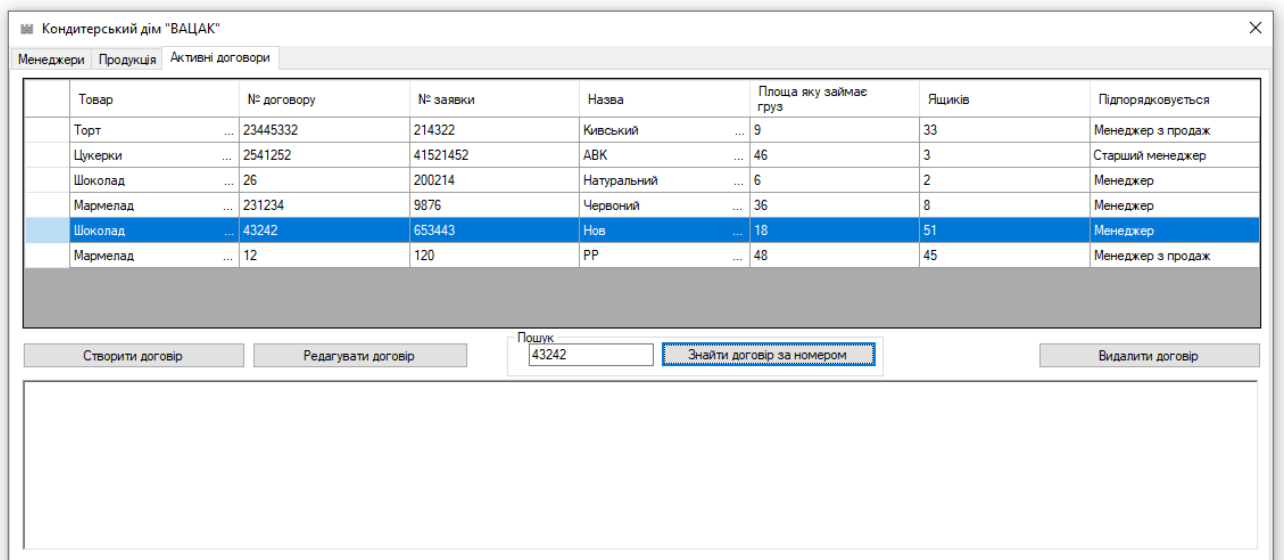 Кондитерський дім "ВАЦАК"
Менеджери Продукція Активні договори
Товар № договору № заявки Назва Площа яку займає груз Ящиків Підпорядковується
Торт ... 23445332 214322 Кивський ... 9 33 Менеджер з продаж
Цукерки ... 2541252 41521452 АВК ... 46 3 Старший менеджер
Шоколад ... 26 200214 Натуральний ... 6 2 Менеджер
Мармелад ... 231234 9876 Червоний ... 36 8 Менеджер
Шоколад ... 43242 653443 Нов ... 18 51 Менеджер
Мармелад ... 12 120 РР ... 48 45 Менеджер з продаж
Пошук
Створити договір Редагувати договір 43242 Знайти договір за номером Видалити договір